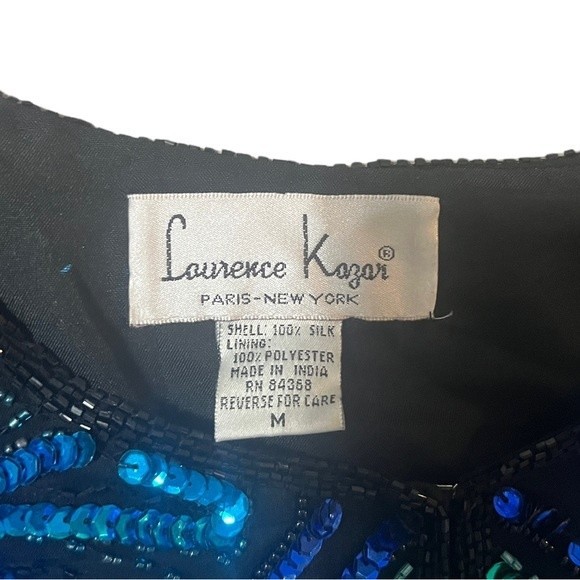 Laurence Kazar®
PARIS-NEW YORK
SHELL: 100% SILK
LINING:
100% POLYESTER
MADE IN INDIA
RN 84368
REVERSE FOR CARE
M